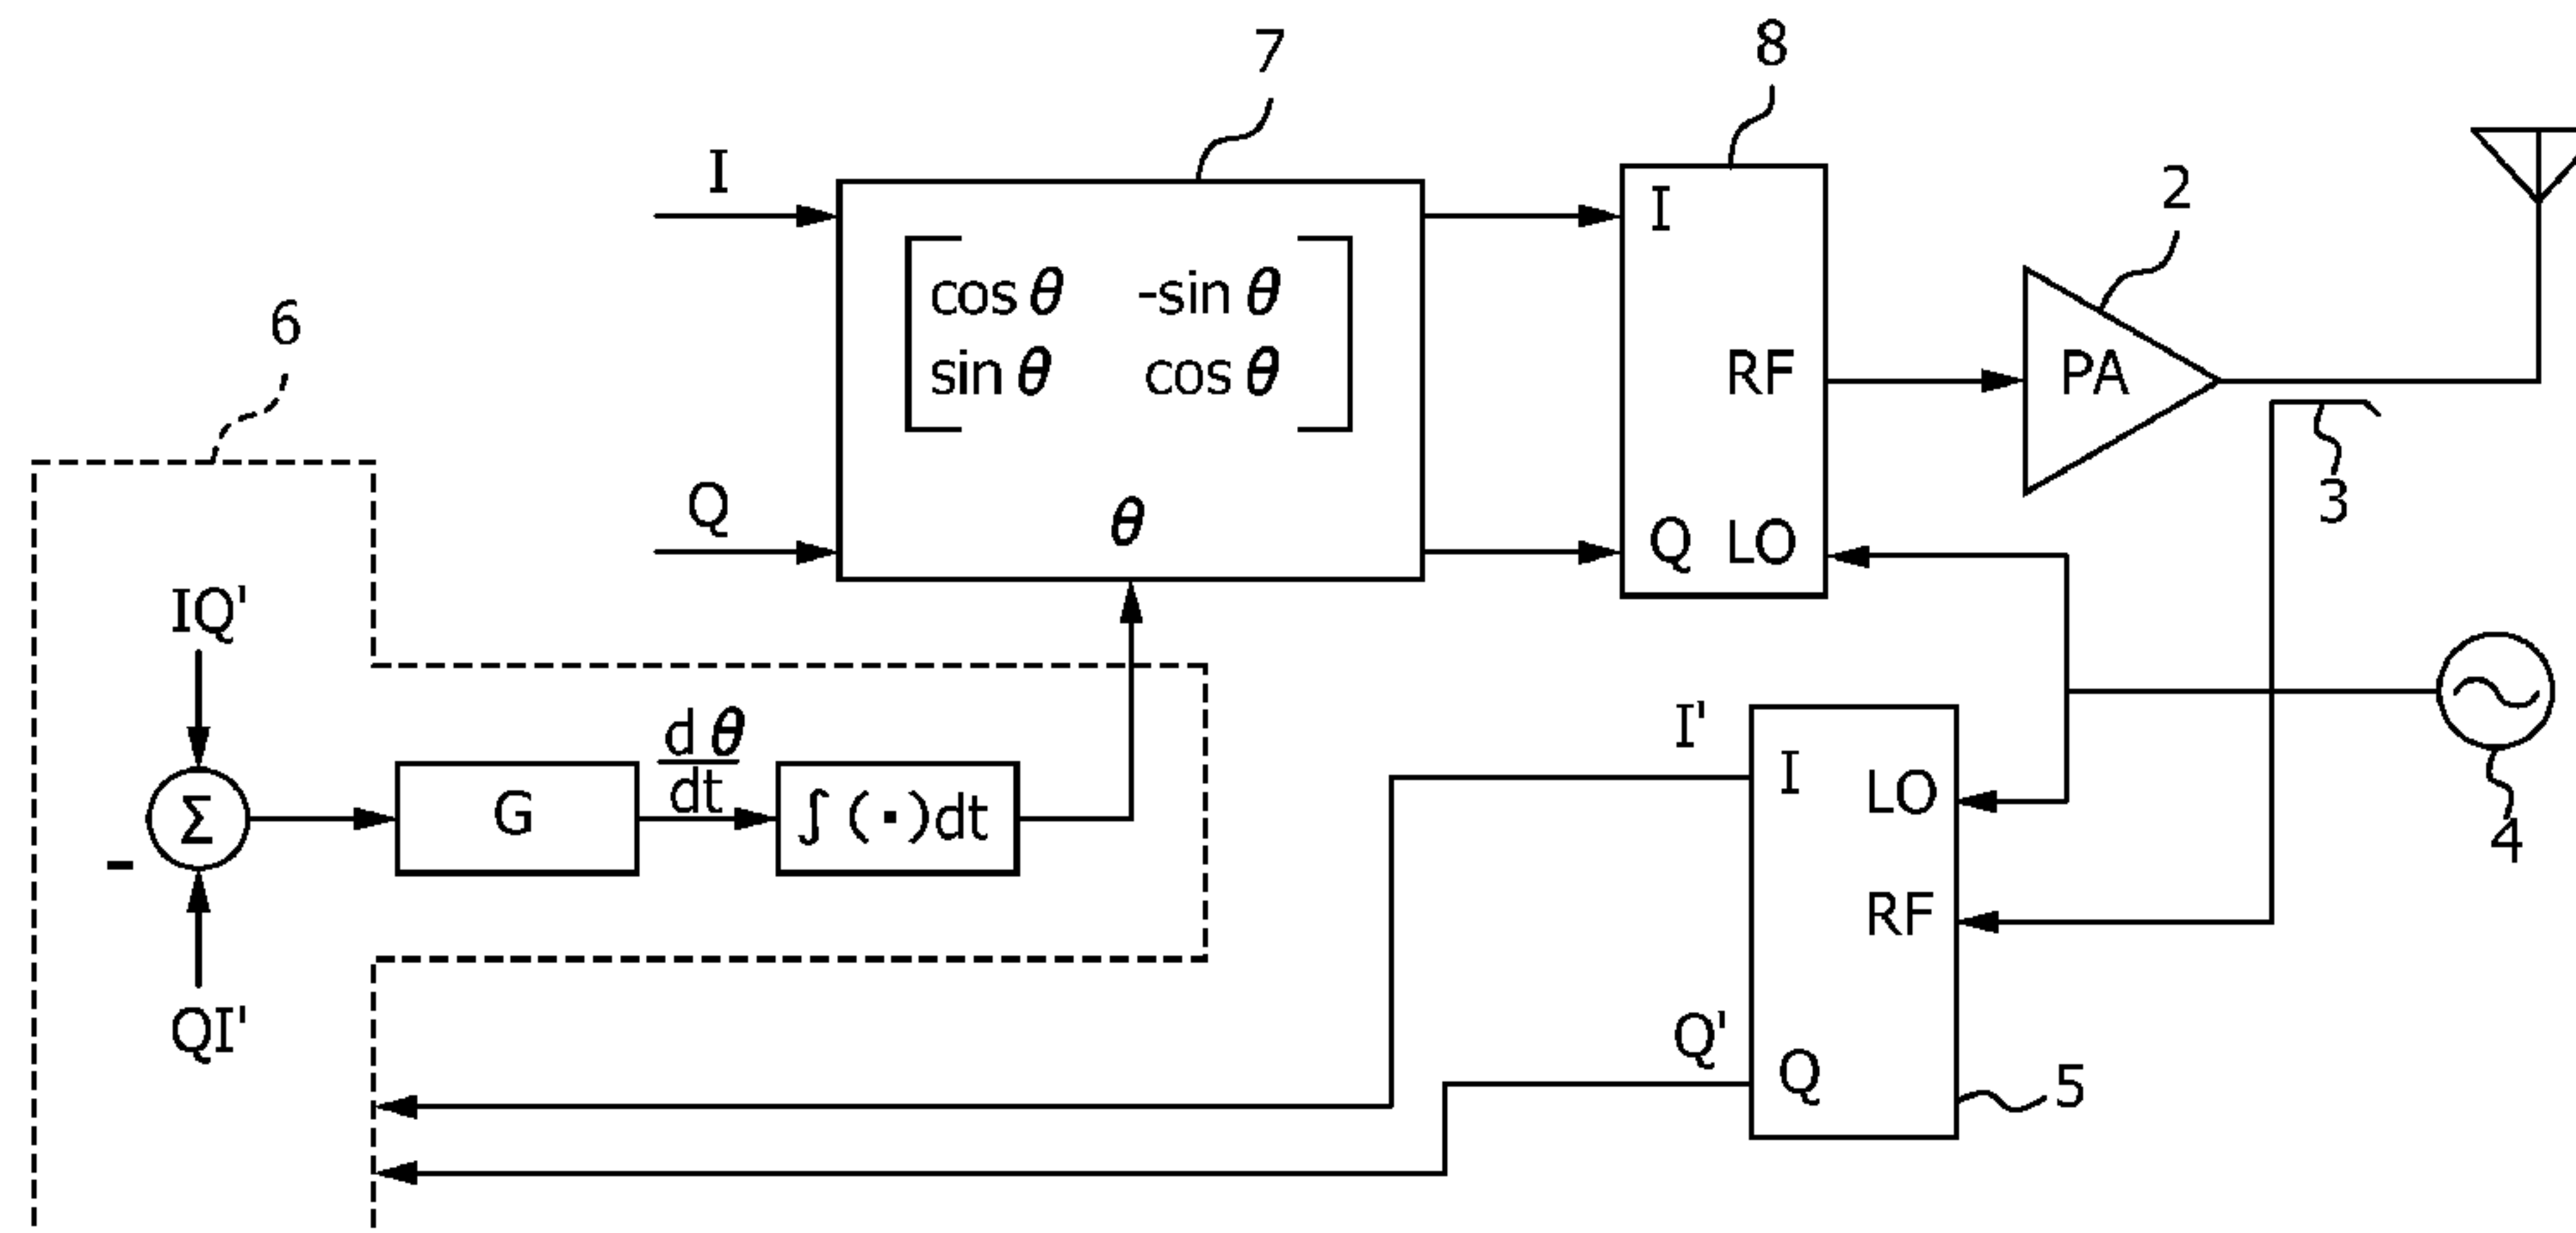 7
8
I
I
2
cos θ -sin θ
sin θ cos θ
6
RF
PA
3
Q
θ
Q LO
IQ'
dθ
dt
Σ
-
G
∫(·)dt
QI'
I'
I
LO
4
RF
Q'
Q
5